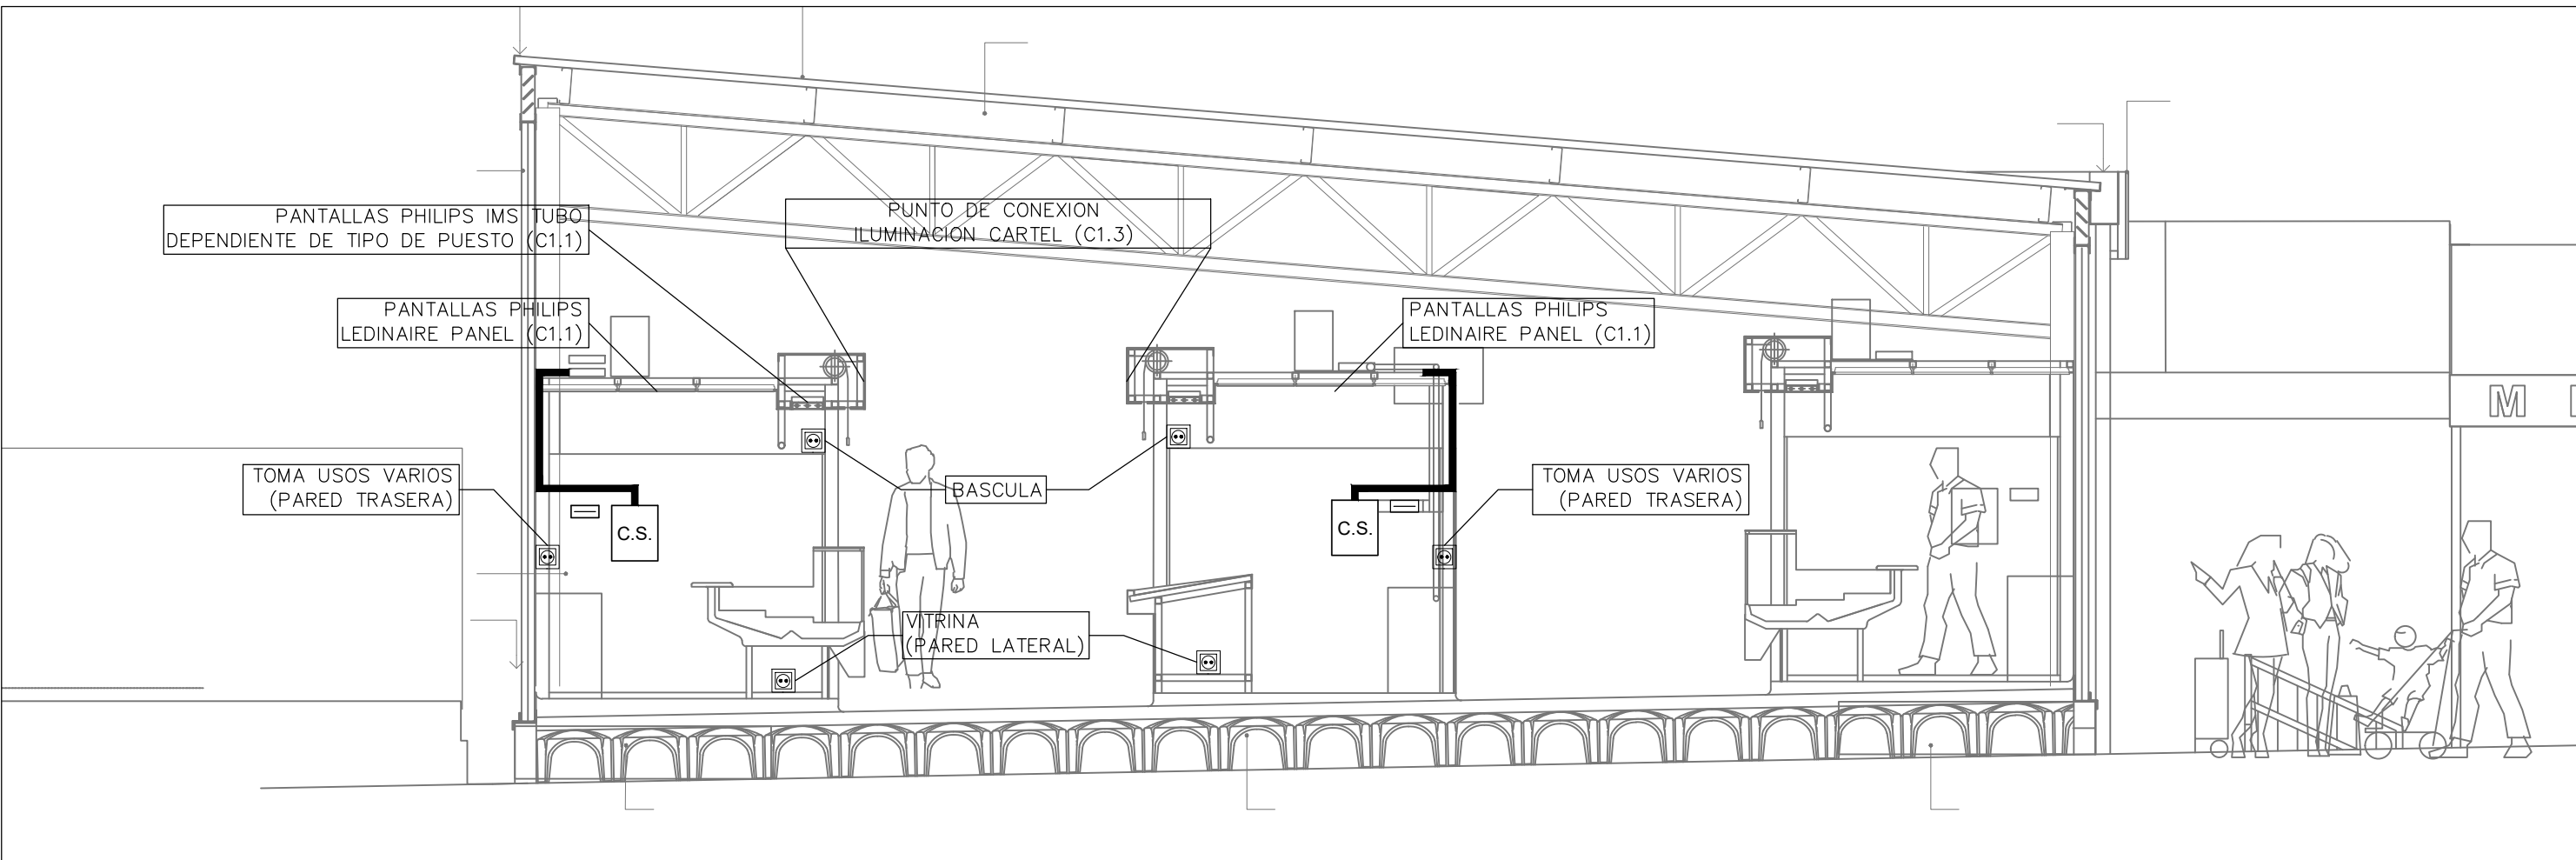 PANTALLAS PHILIPS IMS TUBO
DEPENDIENTE DE TIPO DE PUESTO (C1.1)
PUNTO DE CONEXION
ILUMINACION CARTEL (C1.3)
PANTALLAS PHILIPS
LEDINAIRE PANEL (C1.1)
PANTALLAS PHILIPS
LEDINAIRE PANEL (C1.1)
M
TOMA USOS VARIOS
(PARED TRASERA)
BASCULA
TOMA USOS VARIOS
(PARED TRASERA)
C.S.
C.S.
VITRINA
(PARED LATERAL)